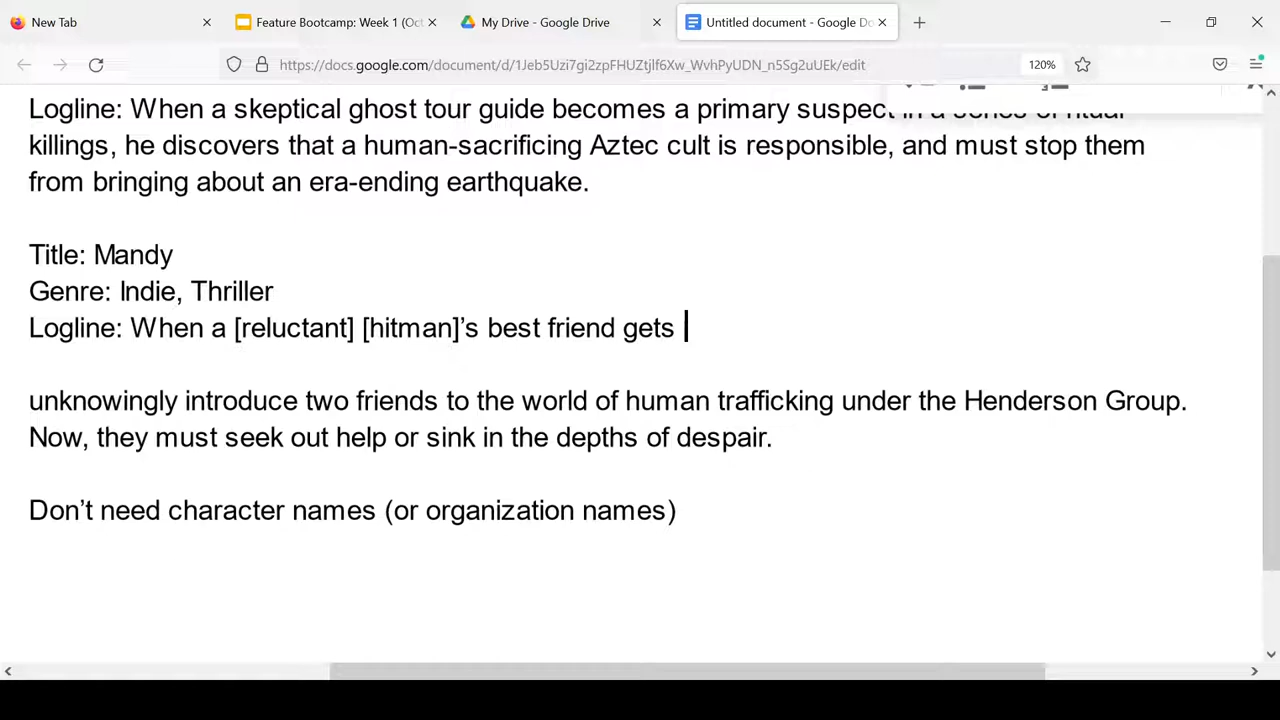 New Tab
Feature Bootcamp: Week 1 (Oct
My Drive - Google Drive
Untitled document - Google Do
https://docs.google.com/document/d/1Jeb5Uzi7gi2zpFHUZtjlf6Xw_WvhPyUDN_n5Sg2uUEk/edit
120%
Logline: When a skeptical ghost tour guide becomes a primary suspect in a series of ritual
killings, he discovers that a human-sacrificing Aztec cult is responsible, and must stop them
from bringing about an era-ending earthquake.
Title: Mandy
Genre: Indie, Thriller
Logline: When a [reluctant] [hitman]’s best friend gets
unknowingly introduce two friends to the world of human trafficking under the Henderson Group.
Now, they must seek out help or sink in the depths of despair.
Don’t need character names (or organization names)